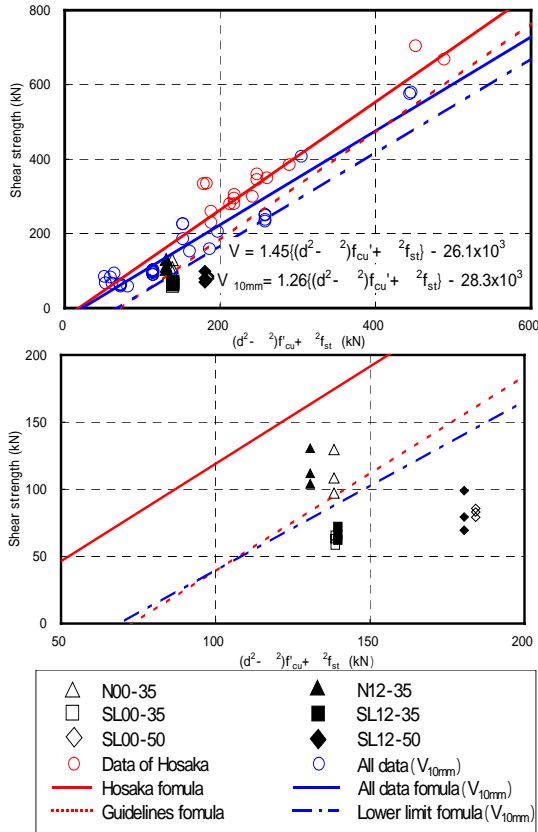 800
600
400
200
0
Shear strength (kN)
V = 1.45{(d²- ²)fcu'+ ²fst} - 26.1x10³
V 10mm= 1.26{(d²- ²)fcu'+ ²fst} - 28.3x10³
0 200 400 600
(d²- ²)f'cu+ ²fst (kN)
200
150
100
50
0
Shear strength (kN)
50 100 150 200
(d²- ²)f'cu+ ²fst (kN)
N00-35 N12-35
SL00-35 SL12-35
SL00-50 SL12-50
Data of Hosaka All data(V10mm)
Hosaka fomula All data fomula(V10mm)
Guidelines fomula Lower limit fomula(V10mm)